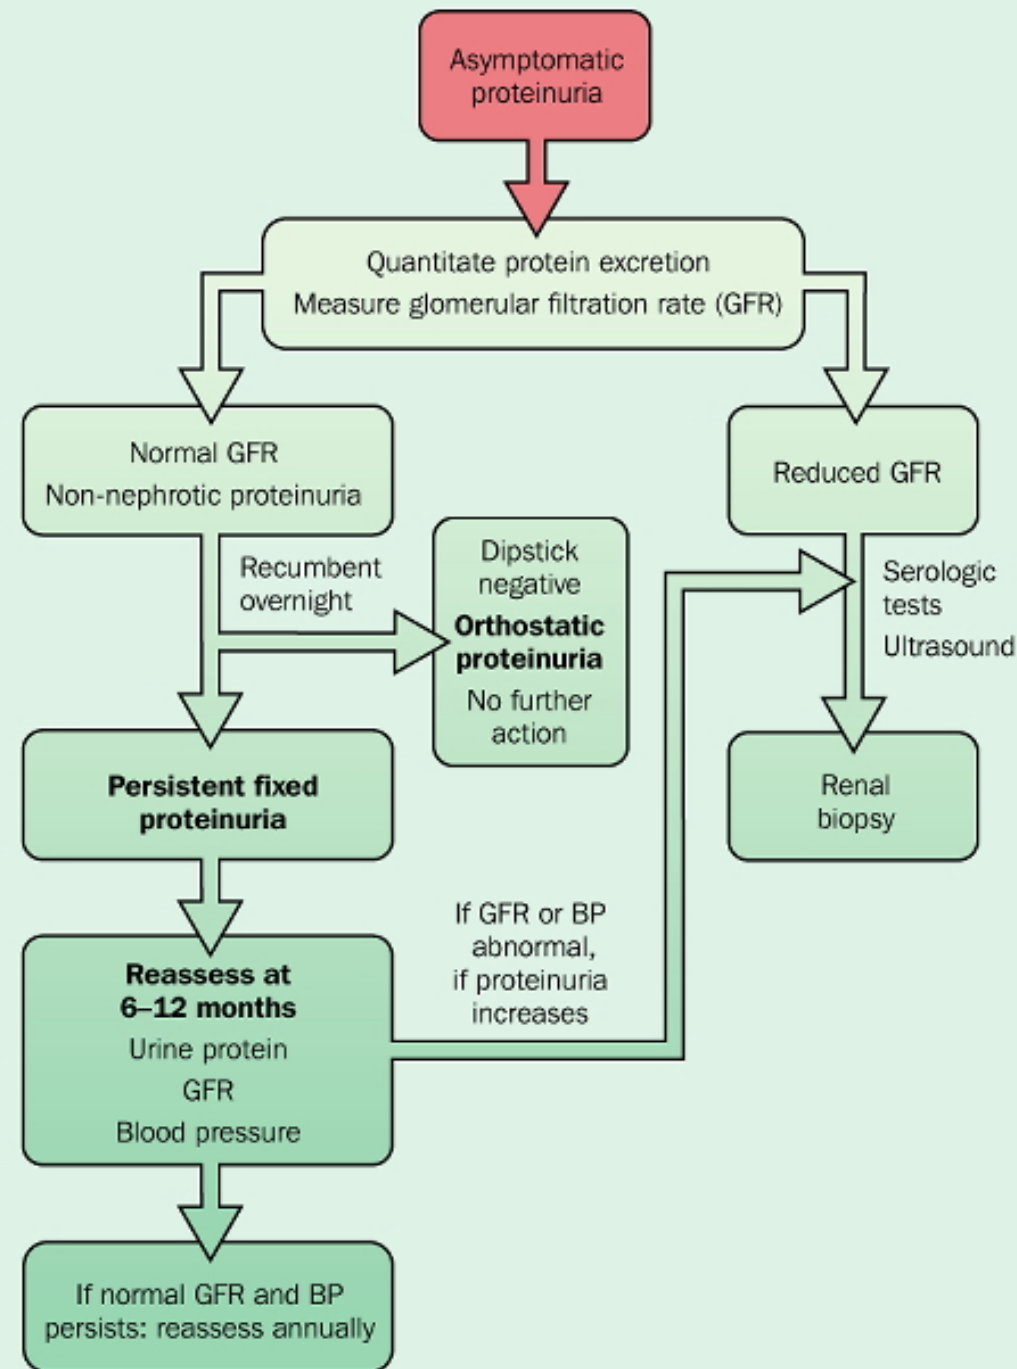 Asymptomatic
proteinuria
Quantitate protein excretion
Measure glomerular filtration rate (GFR)
Normal GFR
Non-nephrotic proteinuria
Reduced GFR
Recumbent
overnight
Dipstick
negative
Orthostatic
proteinuria
No further
action
Serologic
tests
Ultrasound
Persistent fixed
proteinuria
Renal
biopsy
Reassess at
6–12 months
Urine protein
GFR
Blood pressure
If GFR or BP
abnormal,
if proteinuria
increases
If normal GFR and BP
persists: reassess annually